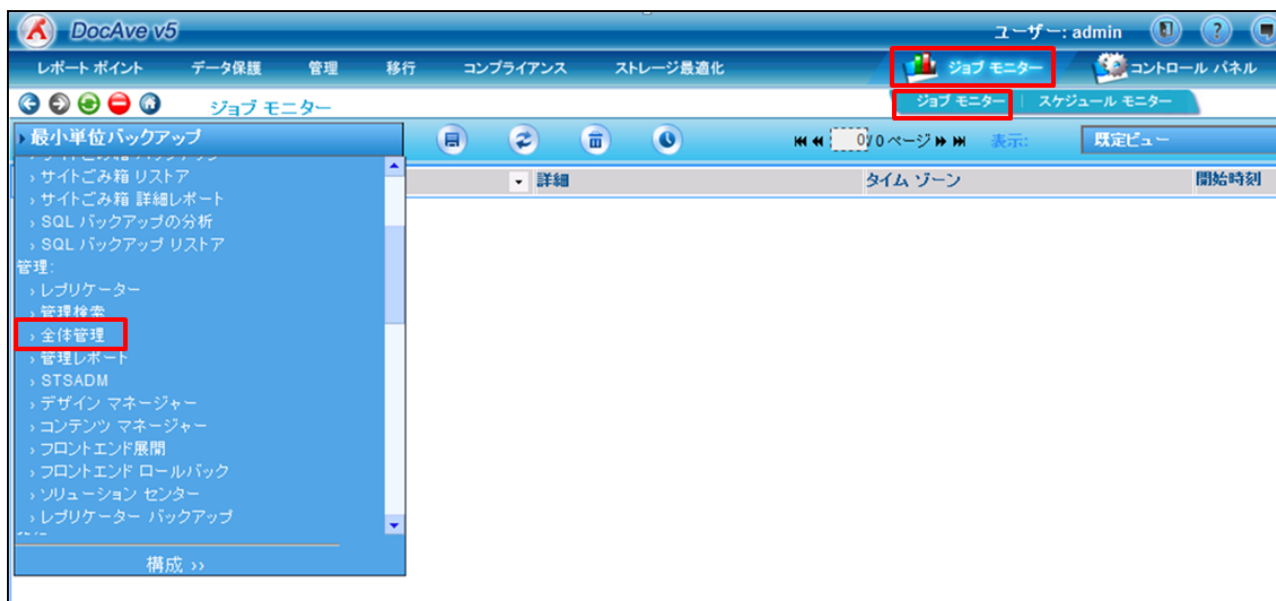 DocAve v5
ユーザー: admin
レポート ポイント データ保護 管理 移行 コンプライアンス ストレージ最適化 ジョブ モニター コントロール パネル
ジョブ モニター ジョブ モニター | スケジュール モニター
最小単位バックアップ 0 / 0 ページ 表示: 既定ビュー
詳細 タイム ゾーン 開始時刻
サイトごみ箱 リストア
サイトごみ箱 詳細レポート
SQL バックアップの分析
SQL バックアップ リストア
管理:
レプリケーター
管理検索
全体管理
管理レポート
STSADM
デザイン マネージャー
コンテンツ マネージャー
フロントエンド展開
フロントエンド ロールバック
ソリューション センター
レプリケーター バックアップ
構成 ››